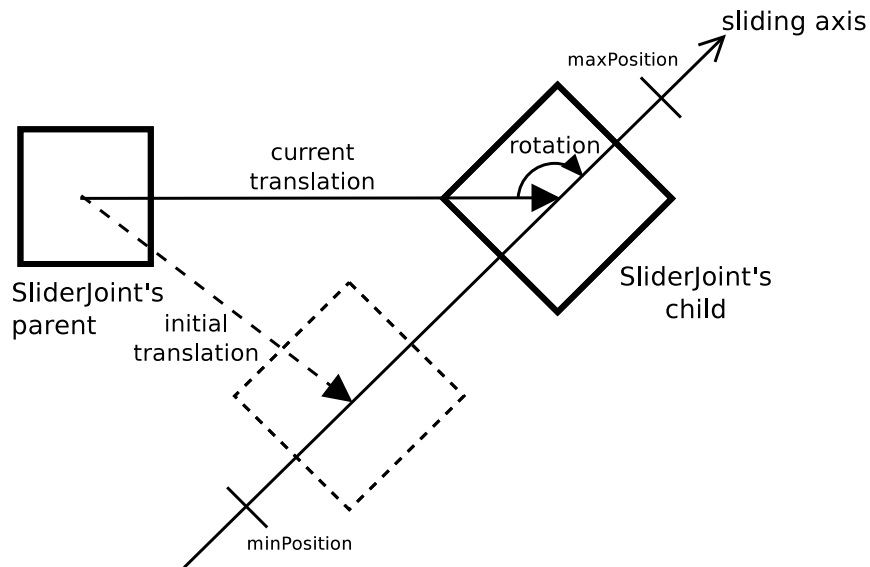 sliding axis
maxPosition
rotation
current
translation
SliderJoint's
parent
SliderJoint's
child
initial
translation
minPosition